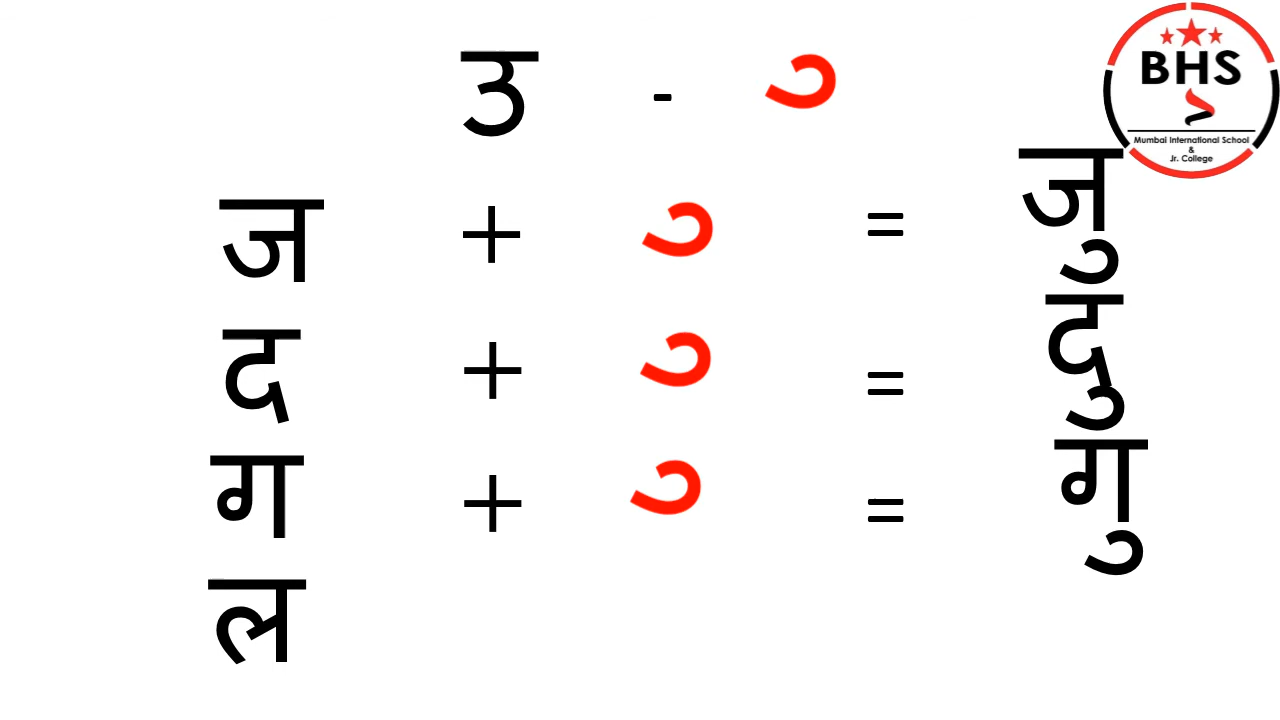 उ - ु
BHS
Mumbai International School
&
Jr. College
ज + ु = जु
द + ु = दु
ग + ु = गु
ल